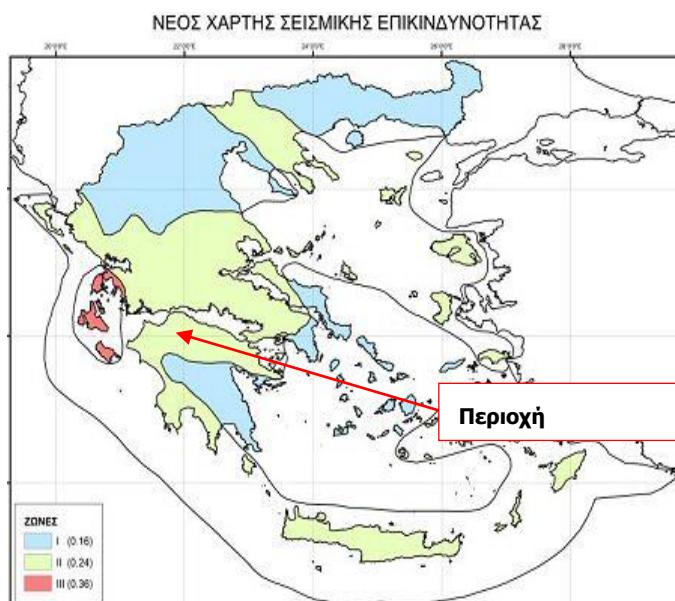 ΝΕΟΣ ΧΑΡΤΗΣ ΣΕΙΣΜΙΚΗΣ ΕΠΙΚΙΝΔΥΝΟΤΗΤΑΣ
20°0'0"E 22°0'0"E 24°0'0"E 26°0'0"E 28°0'0"E
Περιοχή
ΖΩΝΕΣ
I (0.16)
II (0.24)
III (0.36)